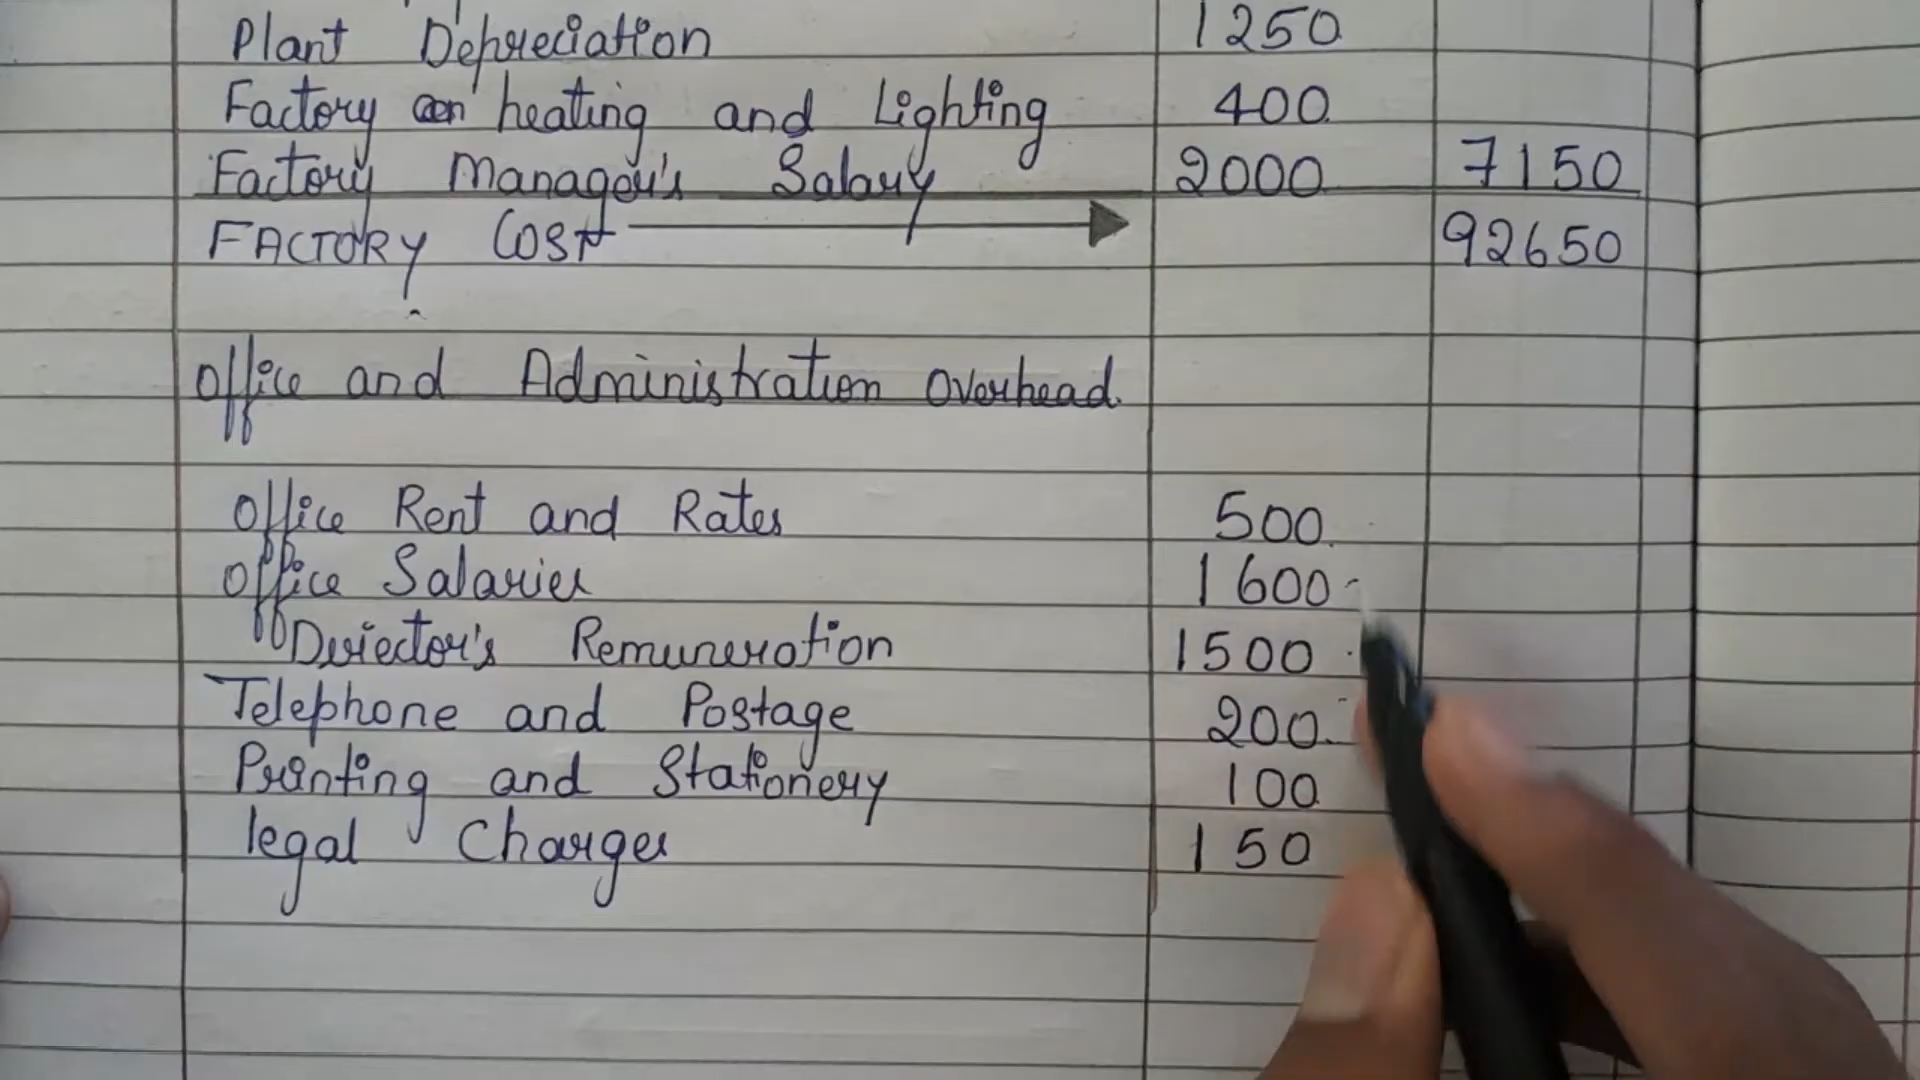 Plant Depreciation 1250
Factory heating and Lighting 400
Factory Manager's Salary 2000 7150
FACTORY COST 92650
Office and Administration Overhead
Office Rent and Rates 500
Office Salaries 1600
Director's Remuneration 1500
Telephone and Postage 200
Printing and Stationery 100
legal Charges 150